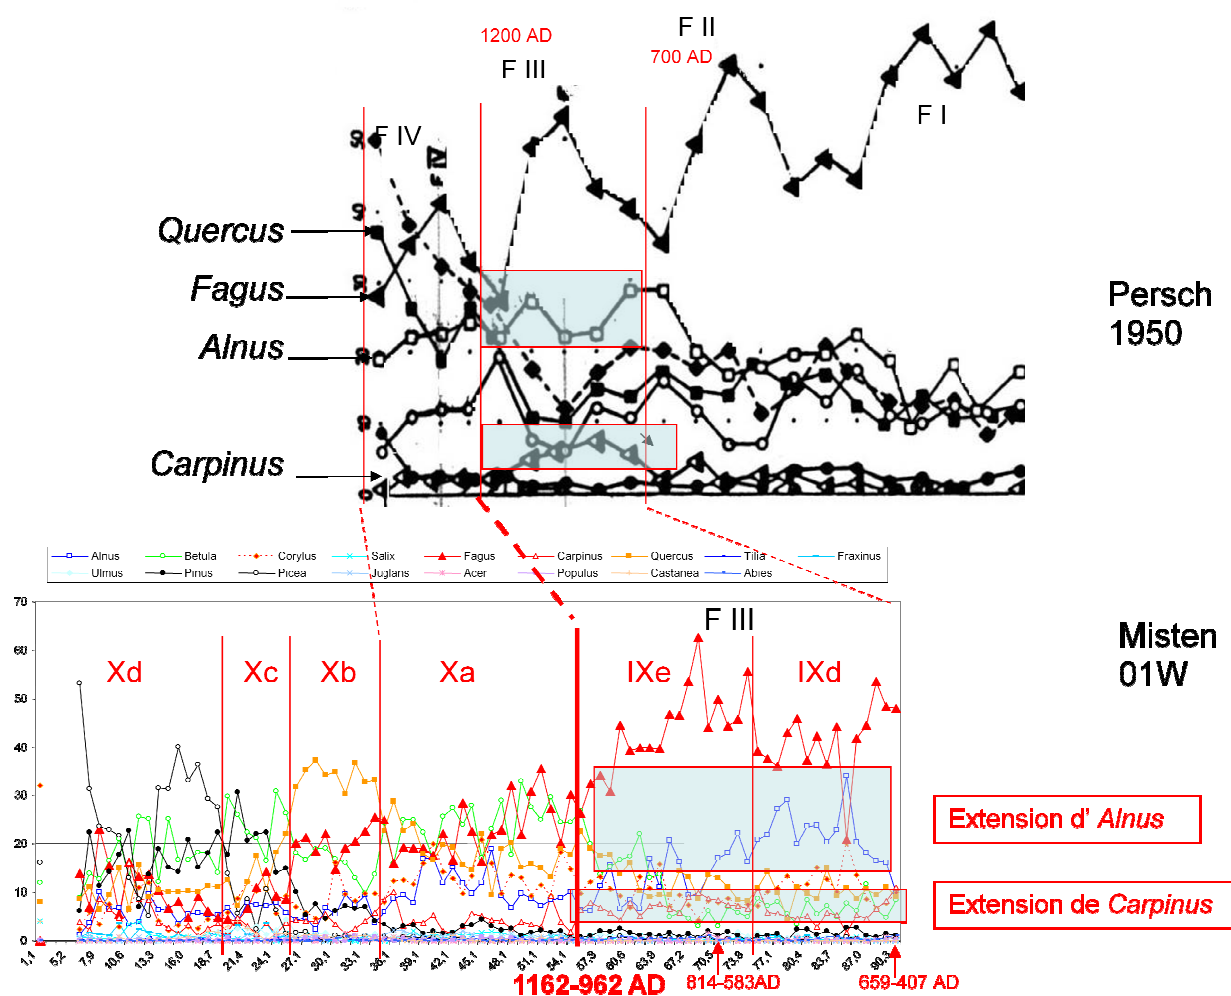 F II
1200 AD
700 AD
F III
F I
F IV
F IV
50
Quercus
Fagus
Alnus
Carpinus
0
Persch
1950
Alnus Betula Corylus Salix Fagus Carpinus Quercus Tilia Fraxinus
Ulmus Pinus Picea Juglans Acer Populus Castanea Abies
F III
Misten
01W
Xd Xc Xb Xa IXe IXd
70
60
50
40
30
20
10
0
Extension d' Alnus
Extension de Carpinus
1,1 5,2 7,9 10,6 13,3 16,0 18,7 21,4 24,5 27,1 30,1 33,1 36,1 39,1 42,1 45,1 48,1 51,1 54,1 57,3 60,6 63,8 67,2 70,5 73,8 77,1 80,4 83,7 87,0 90,3
1162-962 AD
814-583AD
659-407 AD